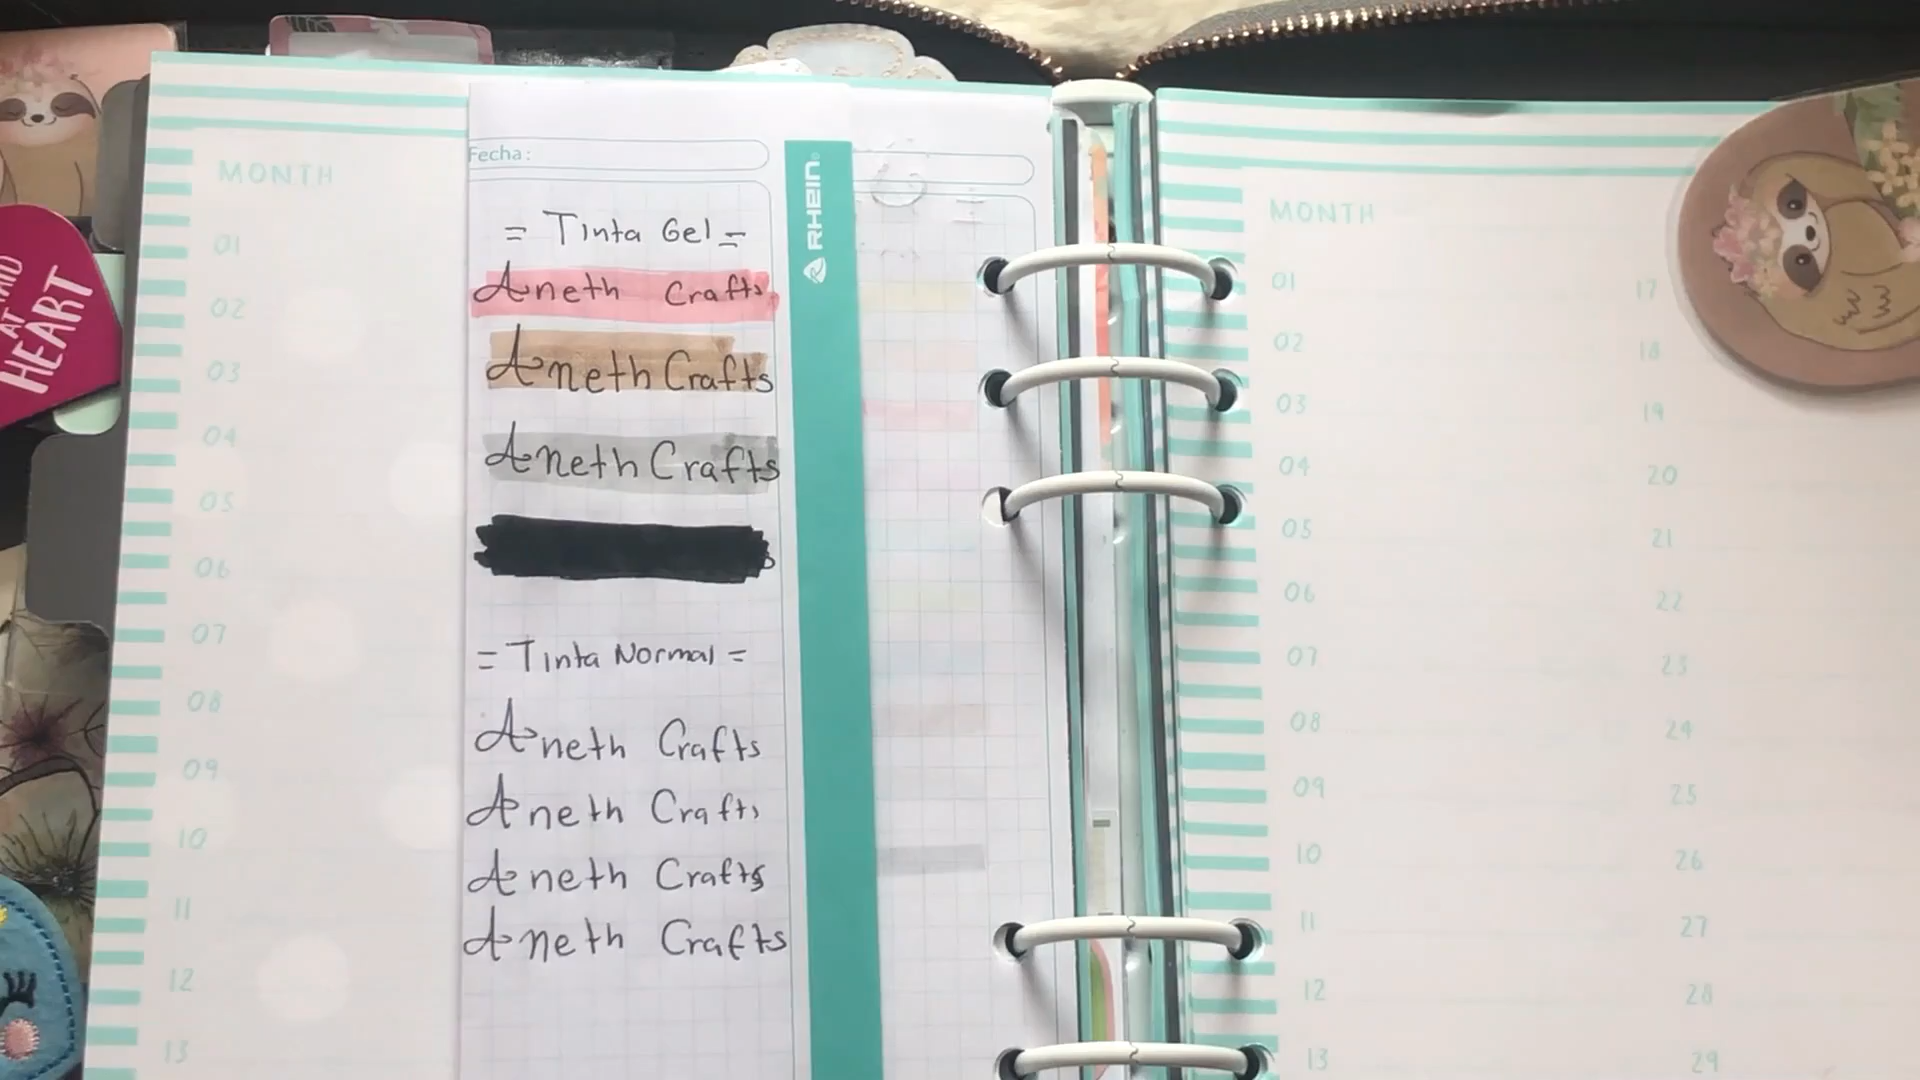 AT
HEART
MONTH
01
02
03
04
05
06
07
08
09
10
11
12
13
Fecha:
= Tinta Gel =
Aneth Crafts
Aneth Crafts
Aneth Crafts
= Tinta Normal =
Aneth Crafts
Aneth Crafts
Aneth Crafts
Aneth Crafts
RHEIN
MONTH
01
02
03
04
05
06
07
08
09
10
11
12
13
17
18
19
20
21
22
23
24
25
26
27
28
29